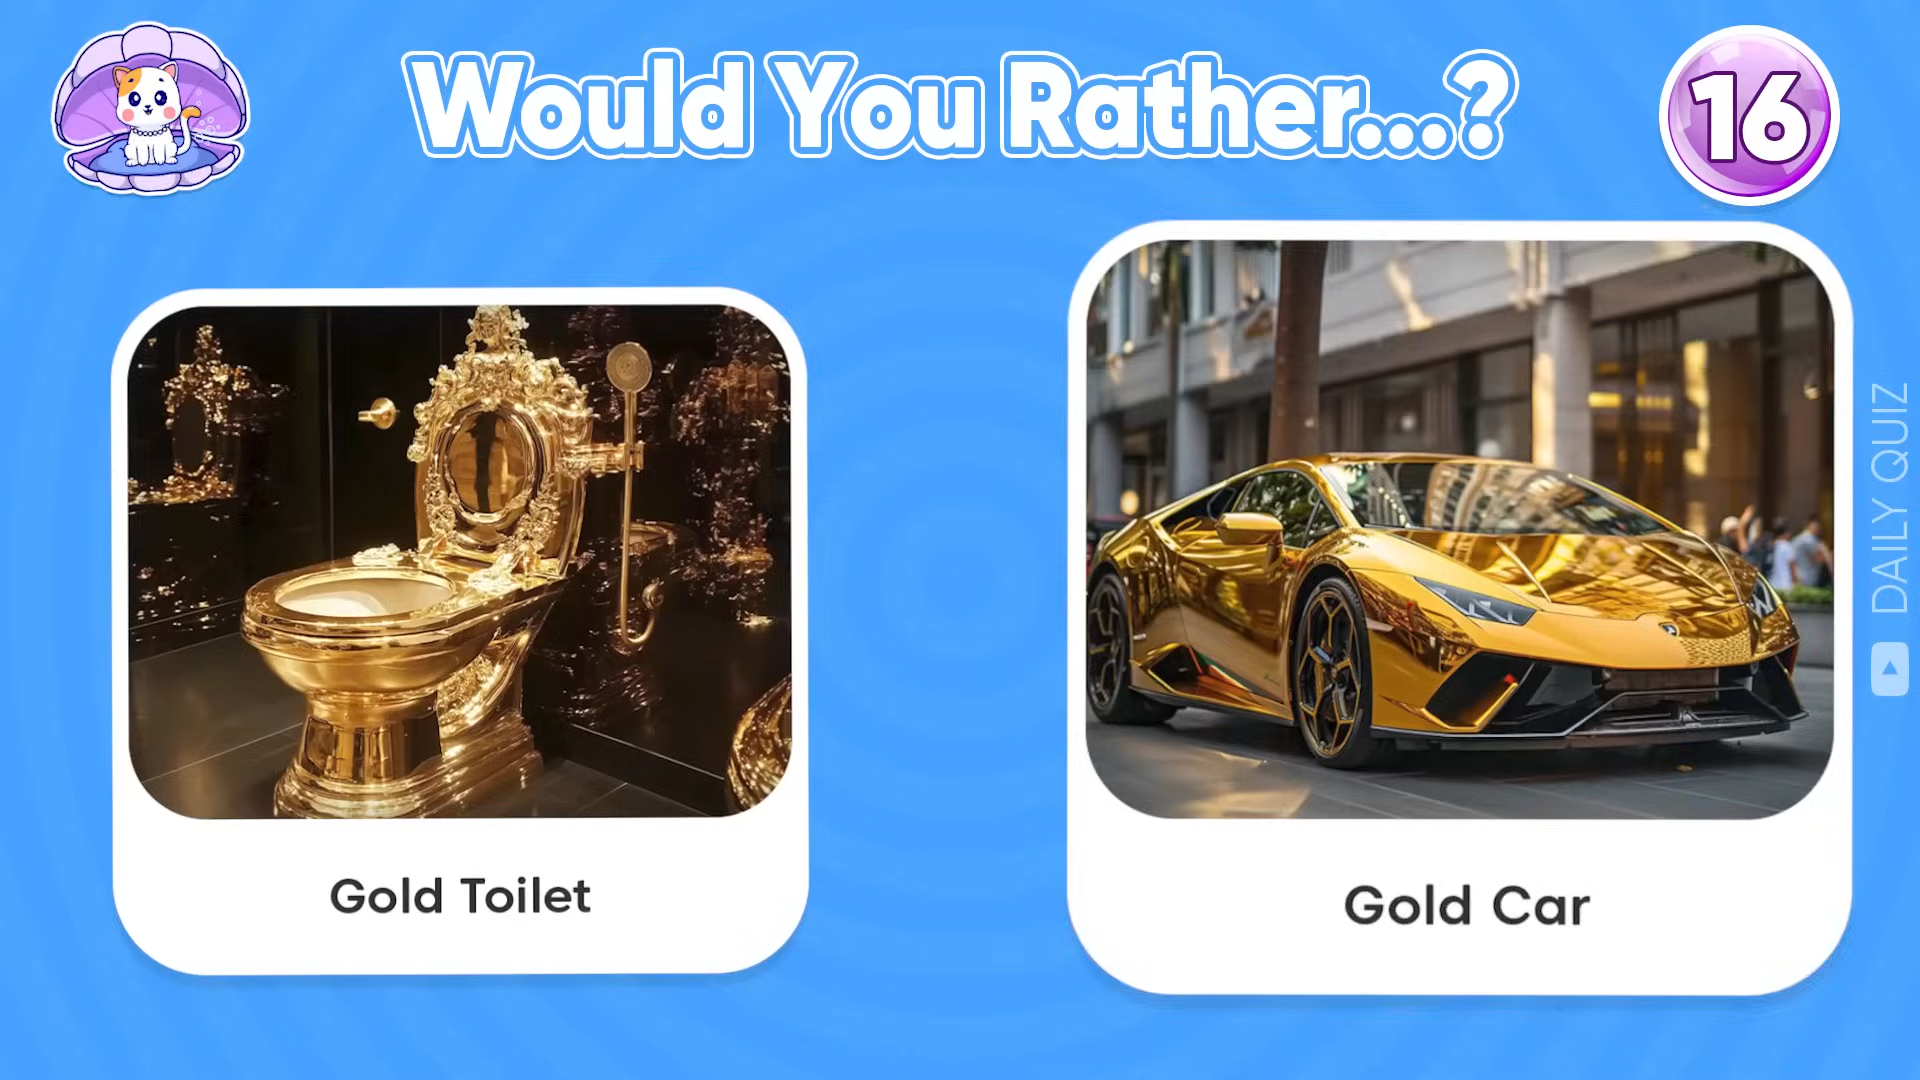 Would You Rather...?
16
Gold Toilet
Gold Car
DAILY QUIZ